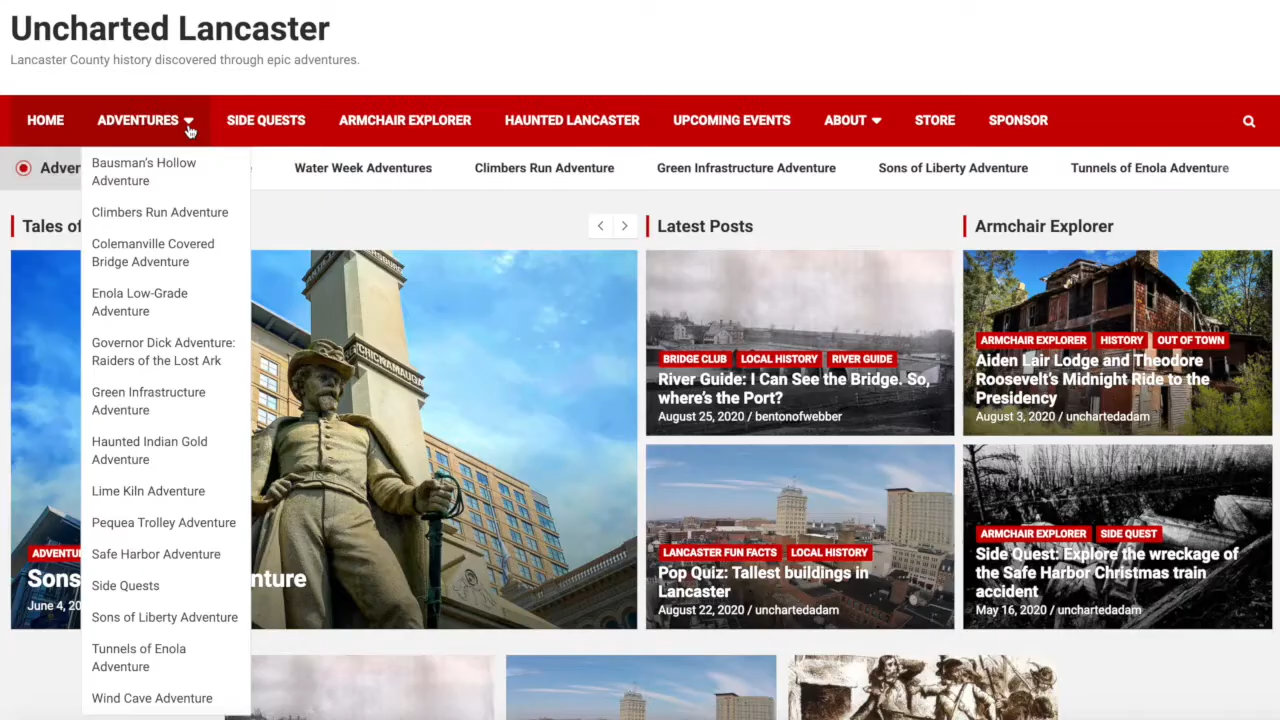 Uncharted Lancaster
Lancaster County history discovered through epic adventures.
HOME ADVENTURES SIDE QUESTS ARMCHAIR EXPLORER HAUNTED LANCASTER UPCOMING EVENTS ABOUT STORE SPONSOR
Adver
Water Week Adventures Climbers Run Adventure Green Infrastructure Adventure Sons of Liberty Adventure Tunnels of Enola Adventure
Bausman's Hollow
Adventure
Climbers Run Adventure
Colemanville Covered
Bridge Adventure
Enola Low-Grade
Adventure
Governor Dick Adventure:
Raiders of the Lost Ark
Green Infrastructure
Adventure
Haunted Indian Gold
Adventure
Lime Kiln Adventure
Pequea Trolley Adventure
Safe Harbor Adventure
Side Quests
Sons of Liberty Adventure
Tunnels of Enola
Adventure
Wind Cave Adventure
Tales of
CHICKAMAUGA
ADVENTU
Sons nture
June 4, 20
Latest Posts
BRIDGE CLUB LOCAL HISTORY RIVER GUIDE
River Guide: I Can See the Bridge. So,
where's the Port?
August 25, 2020 / bentonofwebber
LANCASTER FUN FACTS LOCAL HISTORY
Pop Quiz: Tallest buildings in
Lancaster
August 22, 2020 / unchartedadam
Armchair Explorer
ARMCHAIR EXPLORER HISTORY OUT OF TOWN
Aiden Lair Lodge and Theodore
Roosevelt's Midnight Ride to the
Presidency
August 3, 2020 / unchartedadam
ARMCHAIR EXPLORER SIDE QUEST
Side Quest: Explore the wreckage of
the Safe Harbor Christmas train
accident
May 16, 2020 / unchartedadam